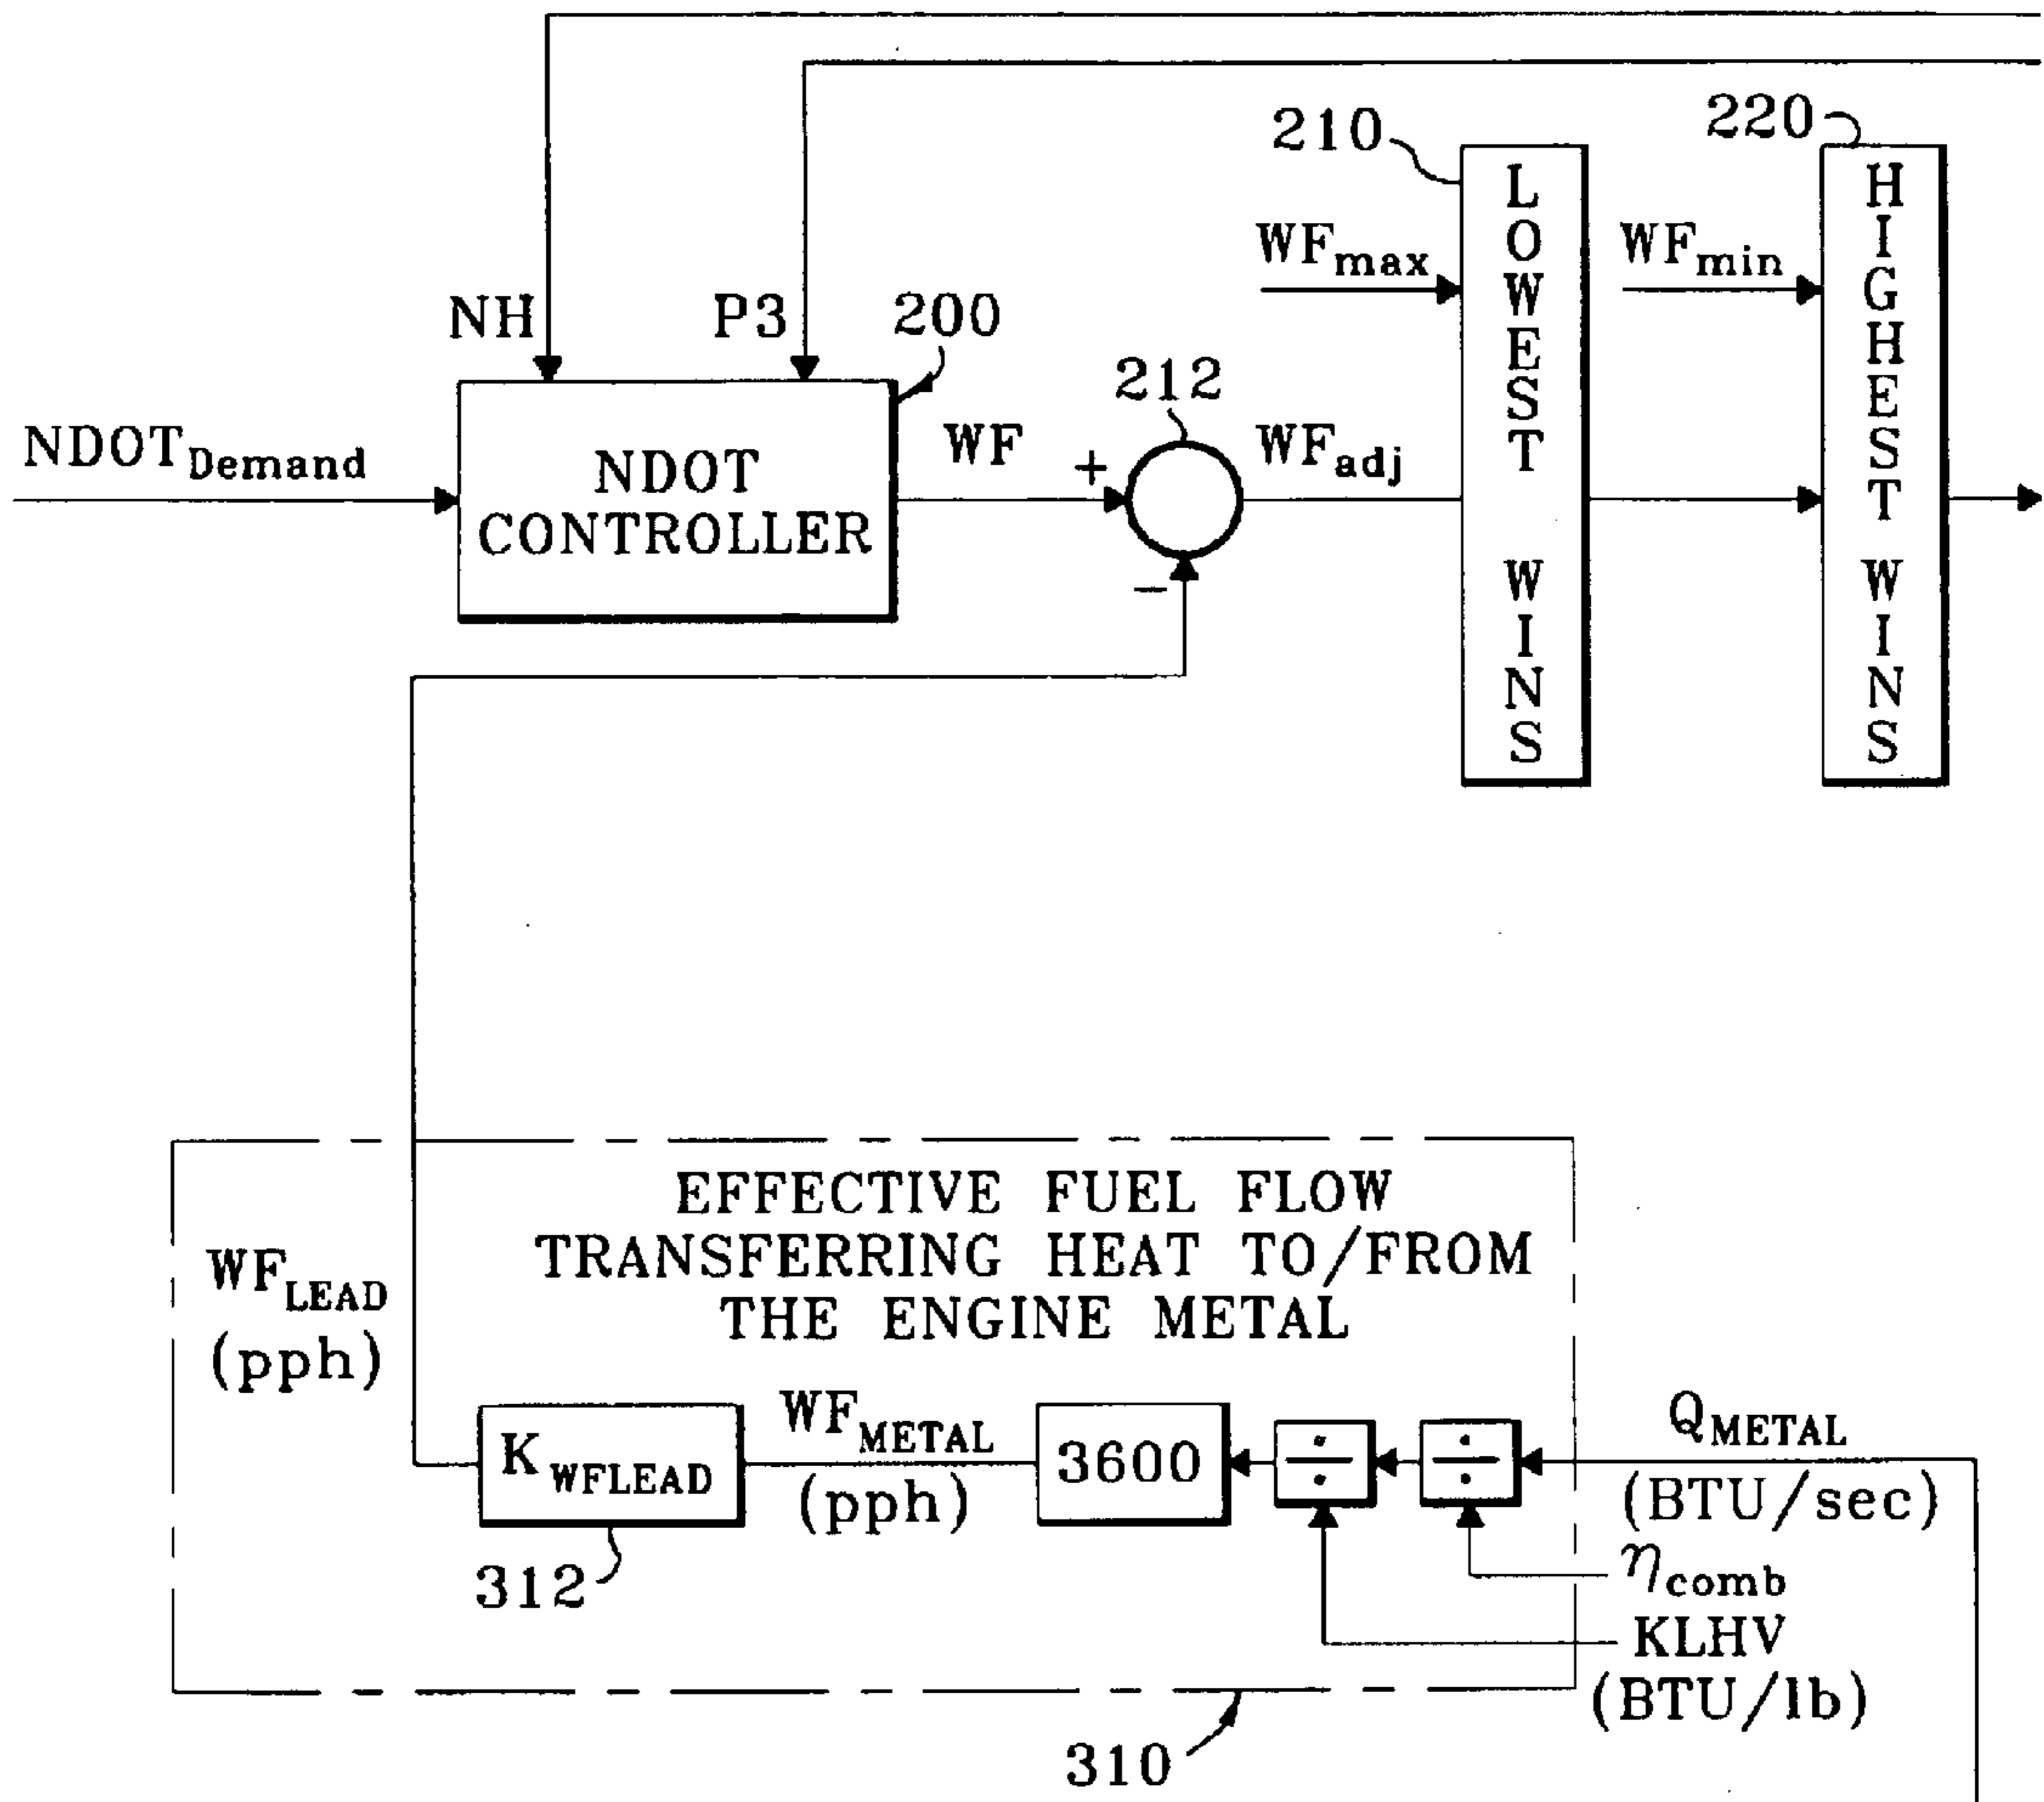 210
220
WFmax
WFmin
LOWEST WINS
HIGHEST WINS
NH
P3
200
212
NDOTDemand
NDOT
CONTROLLER
WF
+
WFadj
−
EFFECTIVE FUEL FLOW
TRANSFERRING HEAT TO/FROM
THE ENGINE METAL
WFLEAD
(pph)
KWFLEAD
WFMETAL
(pph)
3600
÷
÷
QMETAL
(BTU/sec)
312
ηcomb
KLHV
(BTU/lb)
310